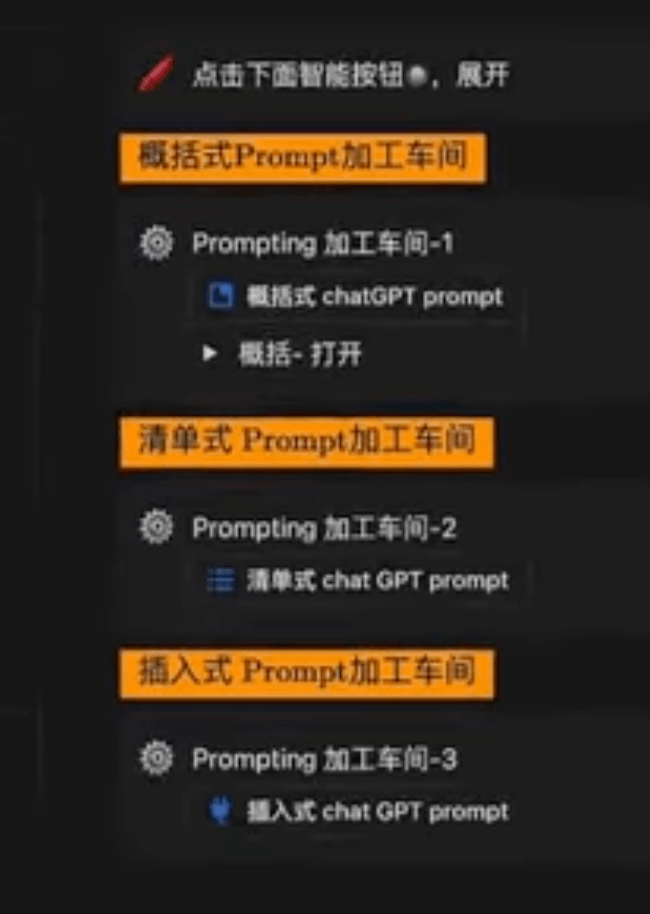 点击下面智能按钮，展开
概括式Prompt加工车间
Prompting 加工车间-1
概括式 chatGPT prompt
概括- 打开
清单式 Prompt加工车间
Prompting 加工车间-2
清单式 chat GPT prompt
插入式 Prompt加工车间
Prompting 加工车间-3
插入式 chat GPT prompt